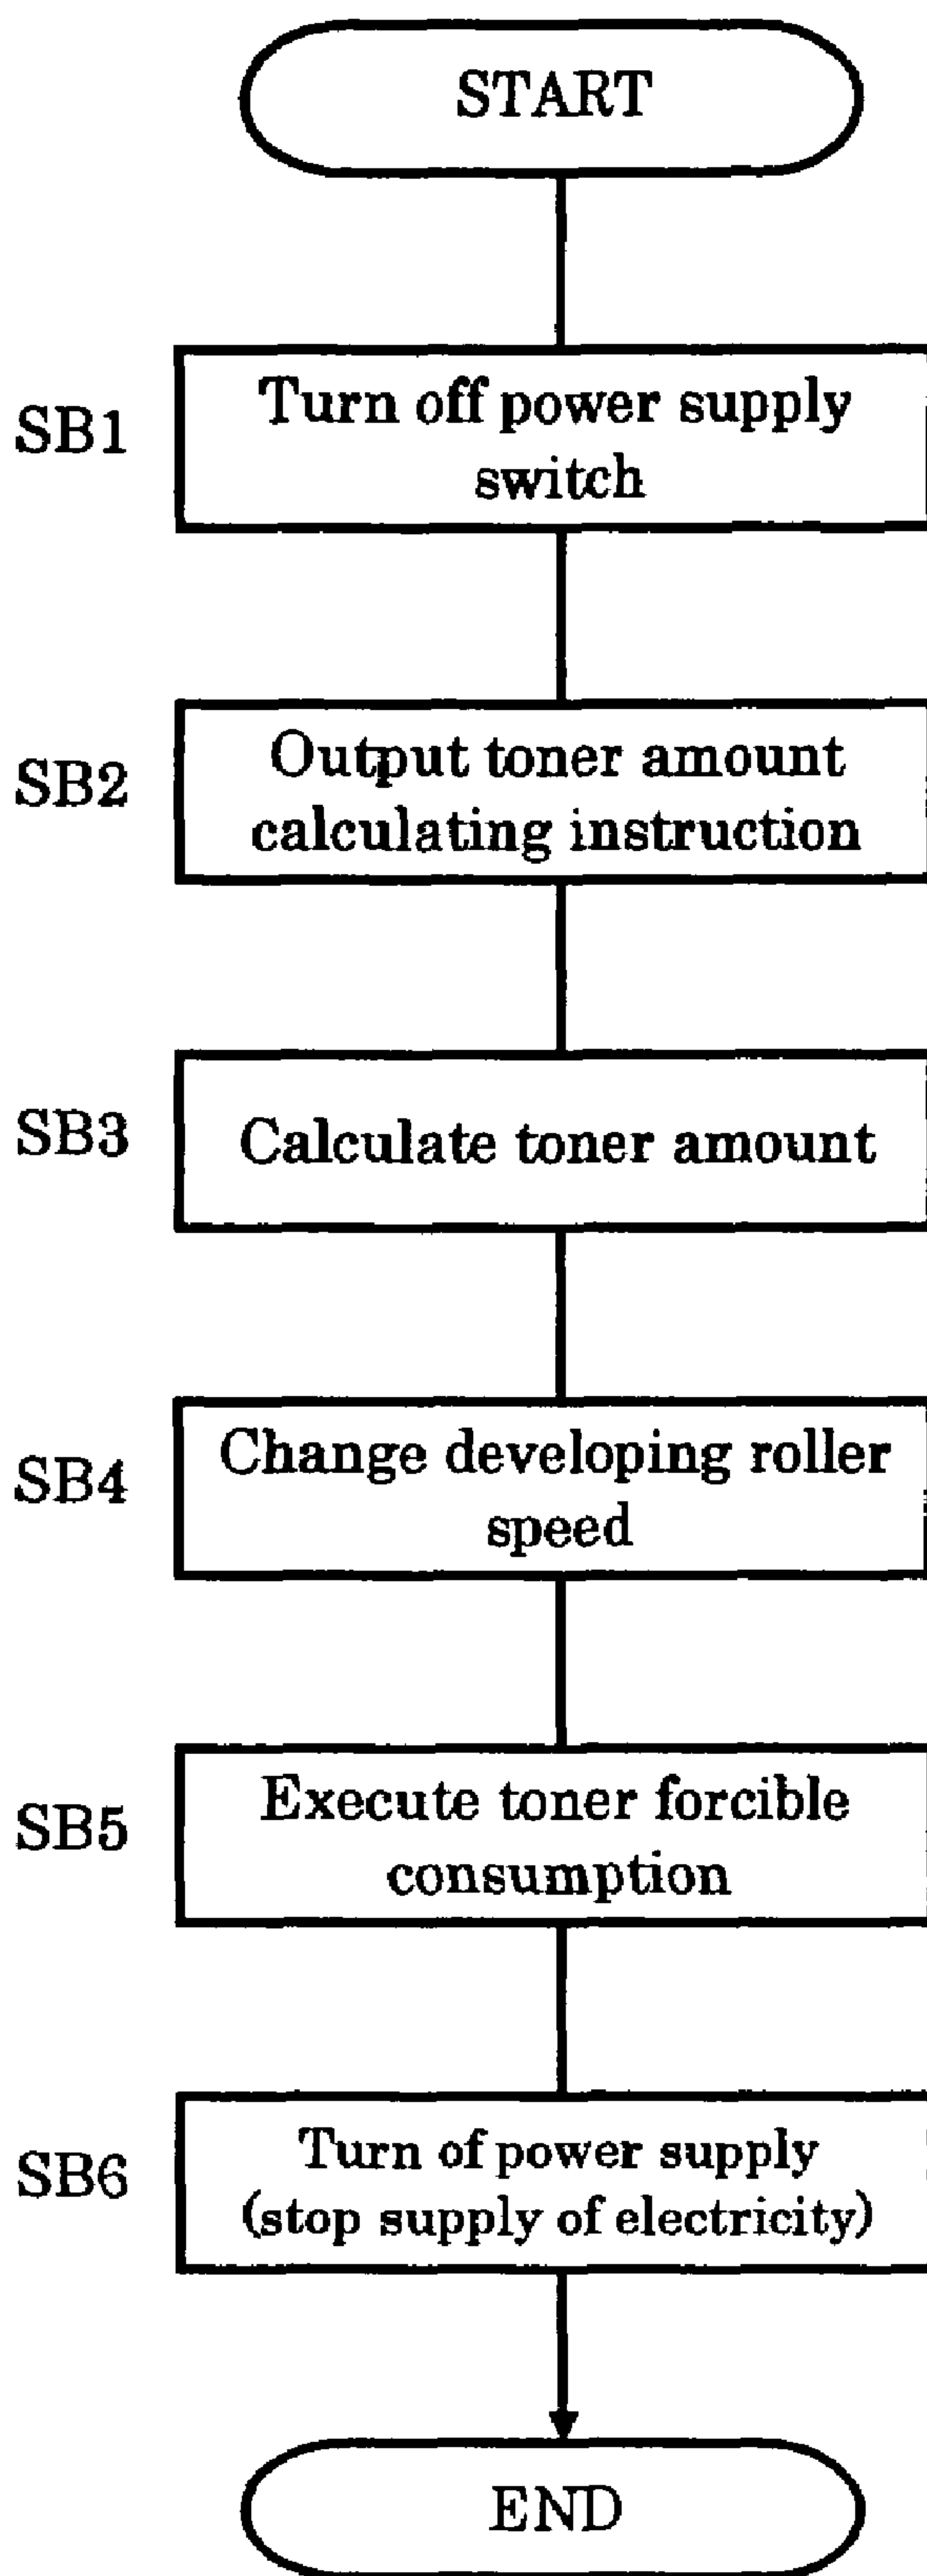 START
SB1
Turn off power supply
switch
SB2
Output toner amount
calculating instruction
SB3
Calculate toner amount
SB4
Change developing roller
speed
SB5
Execute toner forcible
consumption
SB6
Turn of power supply
(stop supply of electricity)
END